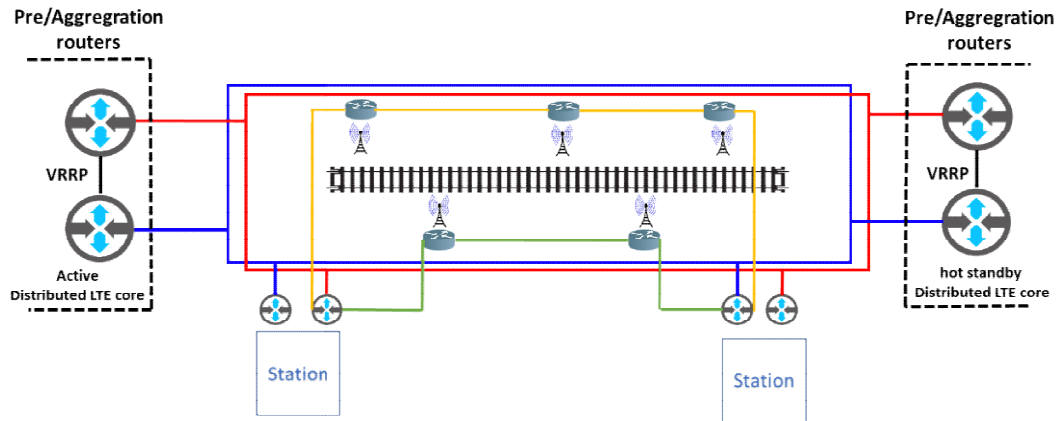 Pre/Aggregration
routers
Pre/Aggregration
routers
VRRP
VRRP
Active
Distributed LTE core
hot standby
Distributed LTE core
Station
Station